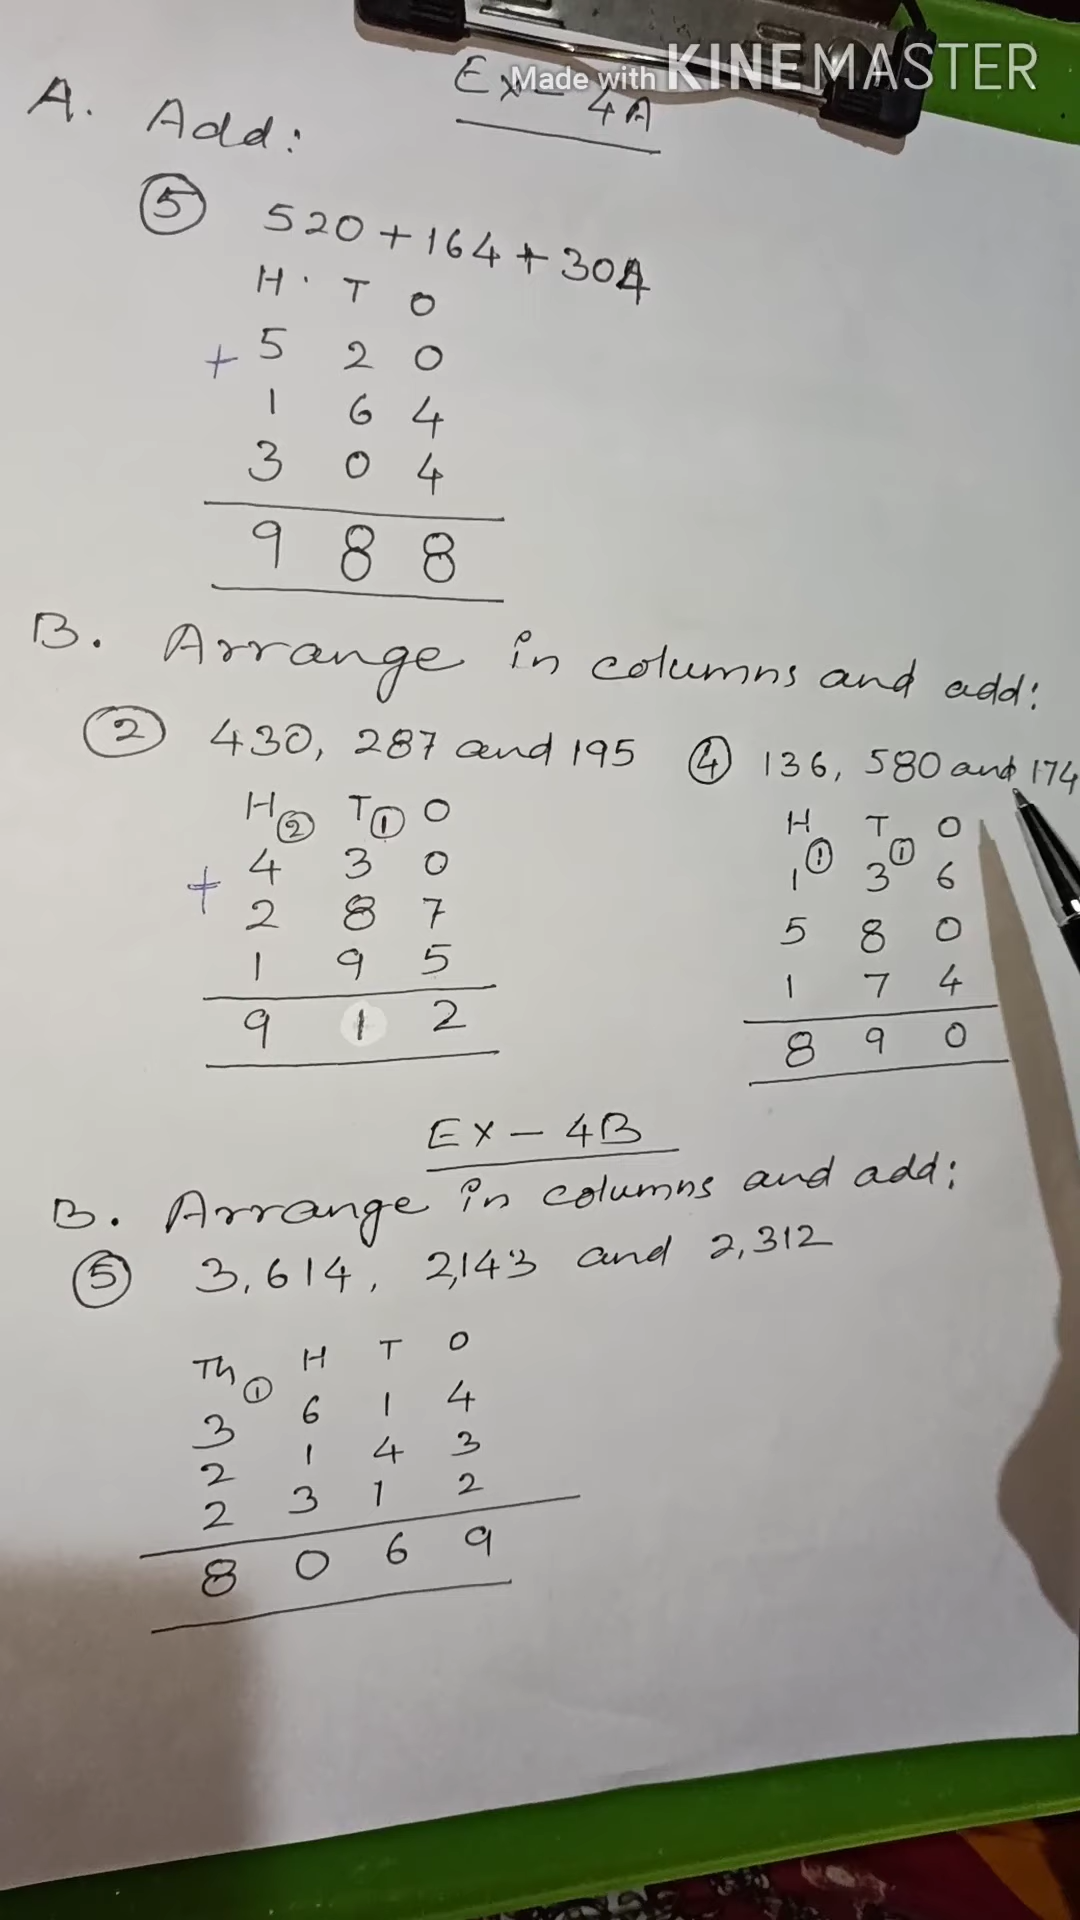 Made with KINEMASTER
Ex-4A
A. Add:
5 520+164+304
H. T O
+ 5 2 0
1 6 4
3 0 4
9 8 8
B. Arrange in columns and add:
2 430, 287 and 195
H 2 T 1 O
+ 4 3 0
2 8 7
1 9 5
9 1 2
4 136, 580 and 174
H T O
1 1
1 3 6
5 8 0
1 7 4
8 9 0
EX-4B
B. Arrange in columns and add:
5 3,614, 2,143 and 2,312
Th 1 H T O
3 6 1 4
2 1 4 3
2 3 1 2
8 0 6 9